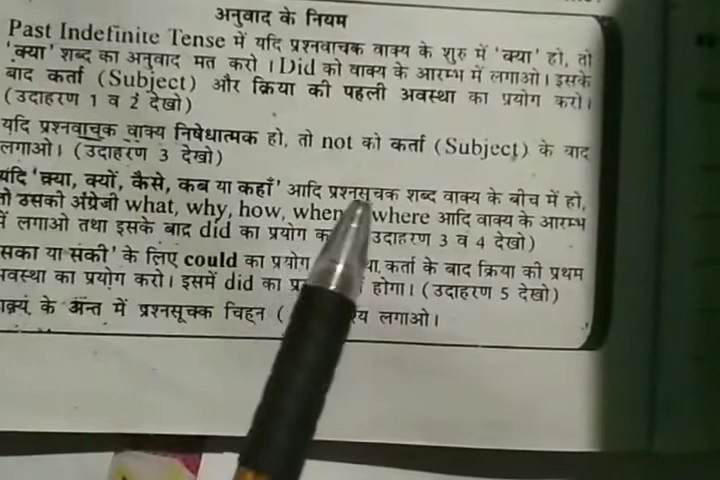 अनुवाद के नियम
Past Indefinite Tense में यदि प्रश्नवाचक वाक्य के शुरु में 'क्या' हो, तो
'क्या' शब्द का अनुवाद मत करो । Did को वाक्य के आरम्भ में लगाओ। इसके
बाद कर्ता (Subject) और क्रिया की पहली अवस्था का प्रयोग करो।
(उदाहरण 1 व 2 देखो)
यदि प्रश्नवाचक वाक्य निषेधात्मक हो, तो not को कर्ता (Subject) के बाद
लगाओ। (उदाहरण 3 देखो)
यदि 'क्या, क्यों, कैसे, कब या कहाँ' आदि प्रश्नसूचक शब्द वाक्य के बीच में हो,
तो उसकी अंग्रेजी what, why, how, when where आदि वाक्य के आरम्भ
में लगाओ तथा इसके बाद did का प्रयोग उदाहरण 3 व 4 देखो)
सका या सकी' के लिए could का प्रयोग कर्ता के बाद क्रिया की प्रथम
अवस्था का प्रयोग करो। इसमें did का होगा। (उदाहरण 5 देखो)
वाक्य के अन्त में प्रश्नसूचक चिह्न ( लगाओ।